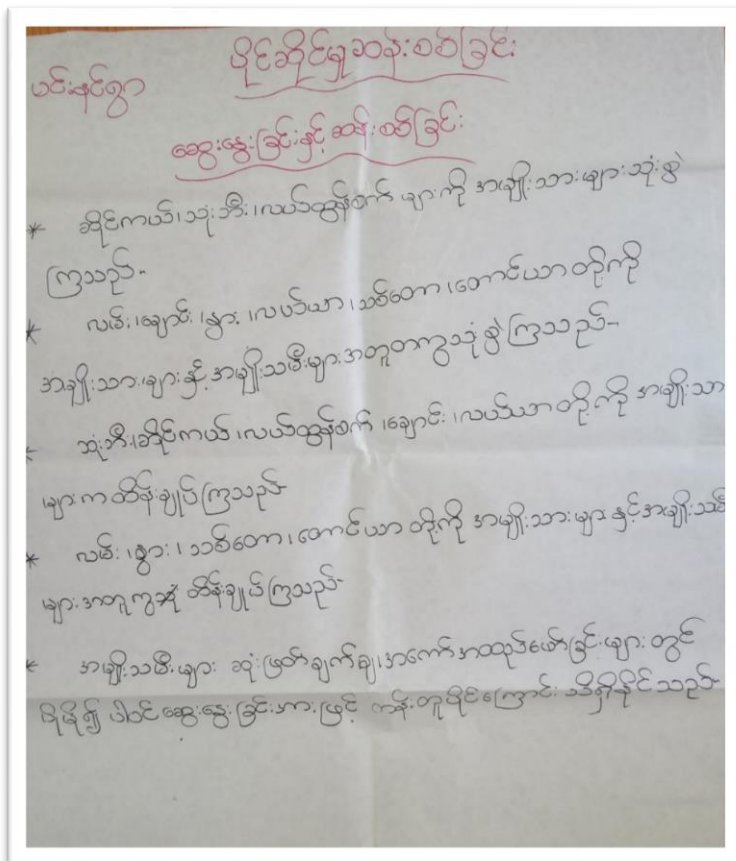 ပိုင်ဆိုင်မှုဆန်းစစ်ခြင်း
ပင်းနင်ရွာ
ဆွေးနွေးခြင်းနှင့် ဆန်းစစ်ခြင်း
* ဆိုင်ကယ်၊ သုံးဘီး၊ လယ်ထွန်စက် များကို အမျိုးသားများသုံးစွဲ
ကြသည်-
* လမ်း၊ ချောင်း၊ နွား၊ လယ်ယာ၊ သစ်တော၊ တောင်ယာ တို့ကို
အမျိုးသားများနှင့် အမျိုးသမီးများအတူတကွသုံးစွဲကြသည်-
* သုံးဘီး၊ ဆိုင်ကယ်၊ လယ်ထွန်စက်၊ ချောင်း၊ လယ်ယာ တို့ကို အမျိုးသား
များက ထိန်းချုပ်ကြသည်-
* လမ်း၊ နွား၊ သစ်တော၊ တောင်ယာ တို့ကို အမျိုးသားများ နှင့်အမျိုးသမီး
များအတူကွ ထိန်းချုပ်ကြသည်-
* အမျိုးသမီးများ ဆုံးဖြတ်ချက်ချ၊ အကောင်အထည်ဖော်ခြင်းများ တွင်
ပိုမို၍ ပါဝင်ဆွေးနွေးခြင်းအားဖြင့် တန်းတူပိုင်ကြောင်း သိရှိနိုင်သည်-